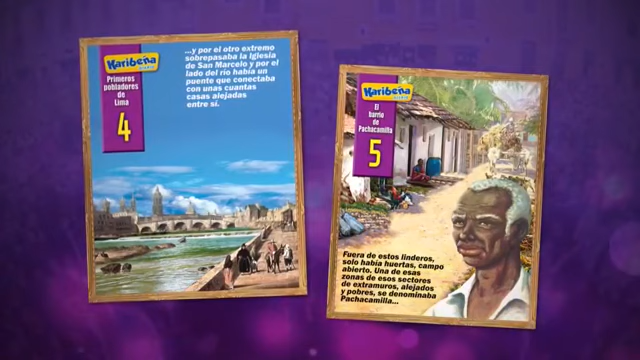 Karibeña
Primeros
pobladores
de
Lima
4
...y por el otro extremo
sobrepasaba la Iglesia
de San Marcelo y por el
lado del río había un
puente que conectaba
con unas cuantas
casas alejadas
entre sí.
Karibeña
El
barrio
de
Pachacamilla
5
Fuera de estos linderos,
solo había huertas, campo
abierto. Una de esas
zonas de esos sectores
de extramuros, alejados
y pobres, se denominaba
Pachacamilla...